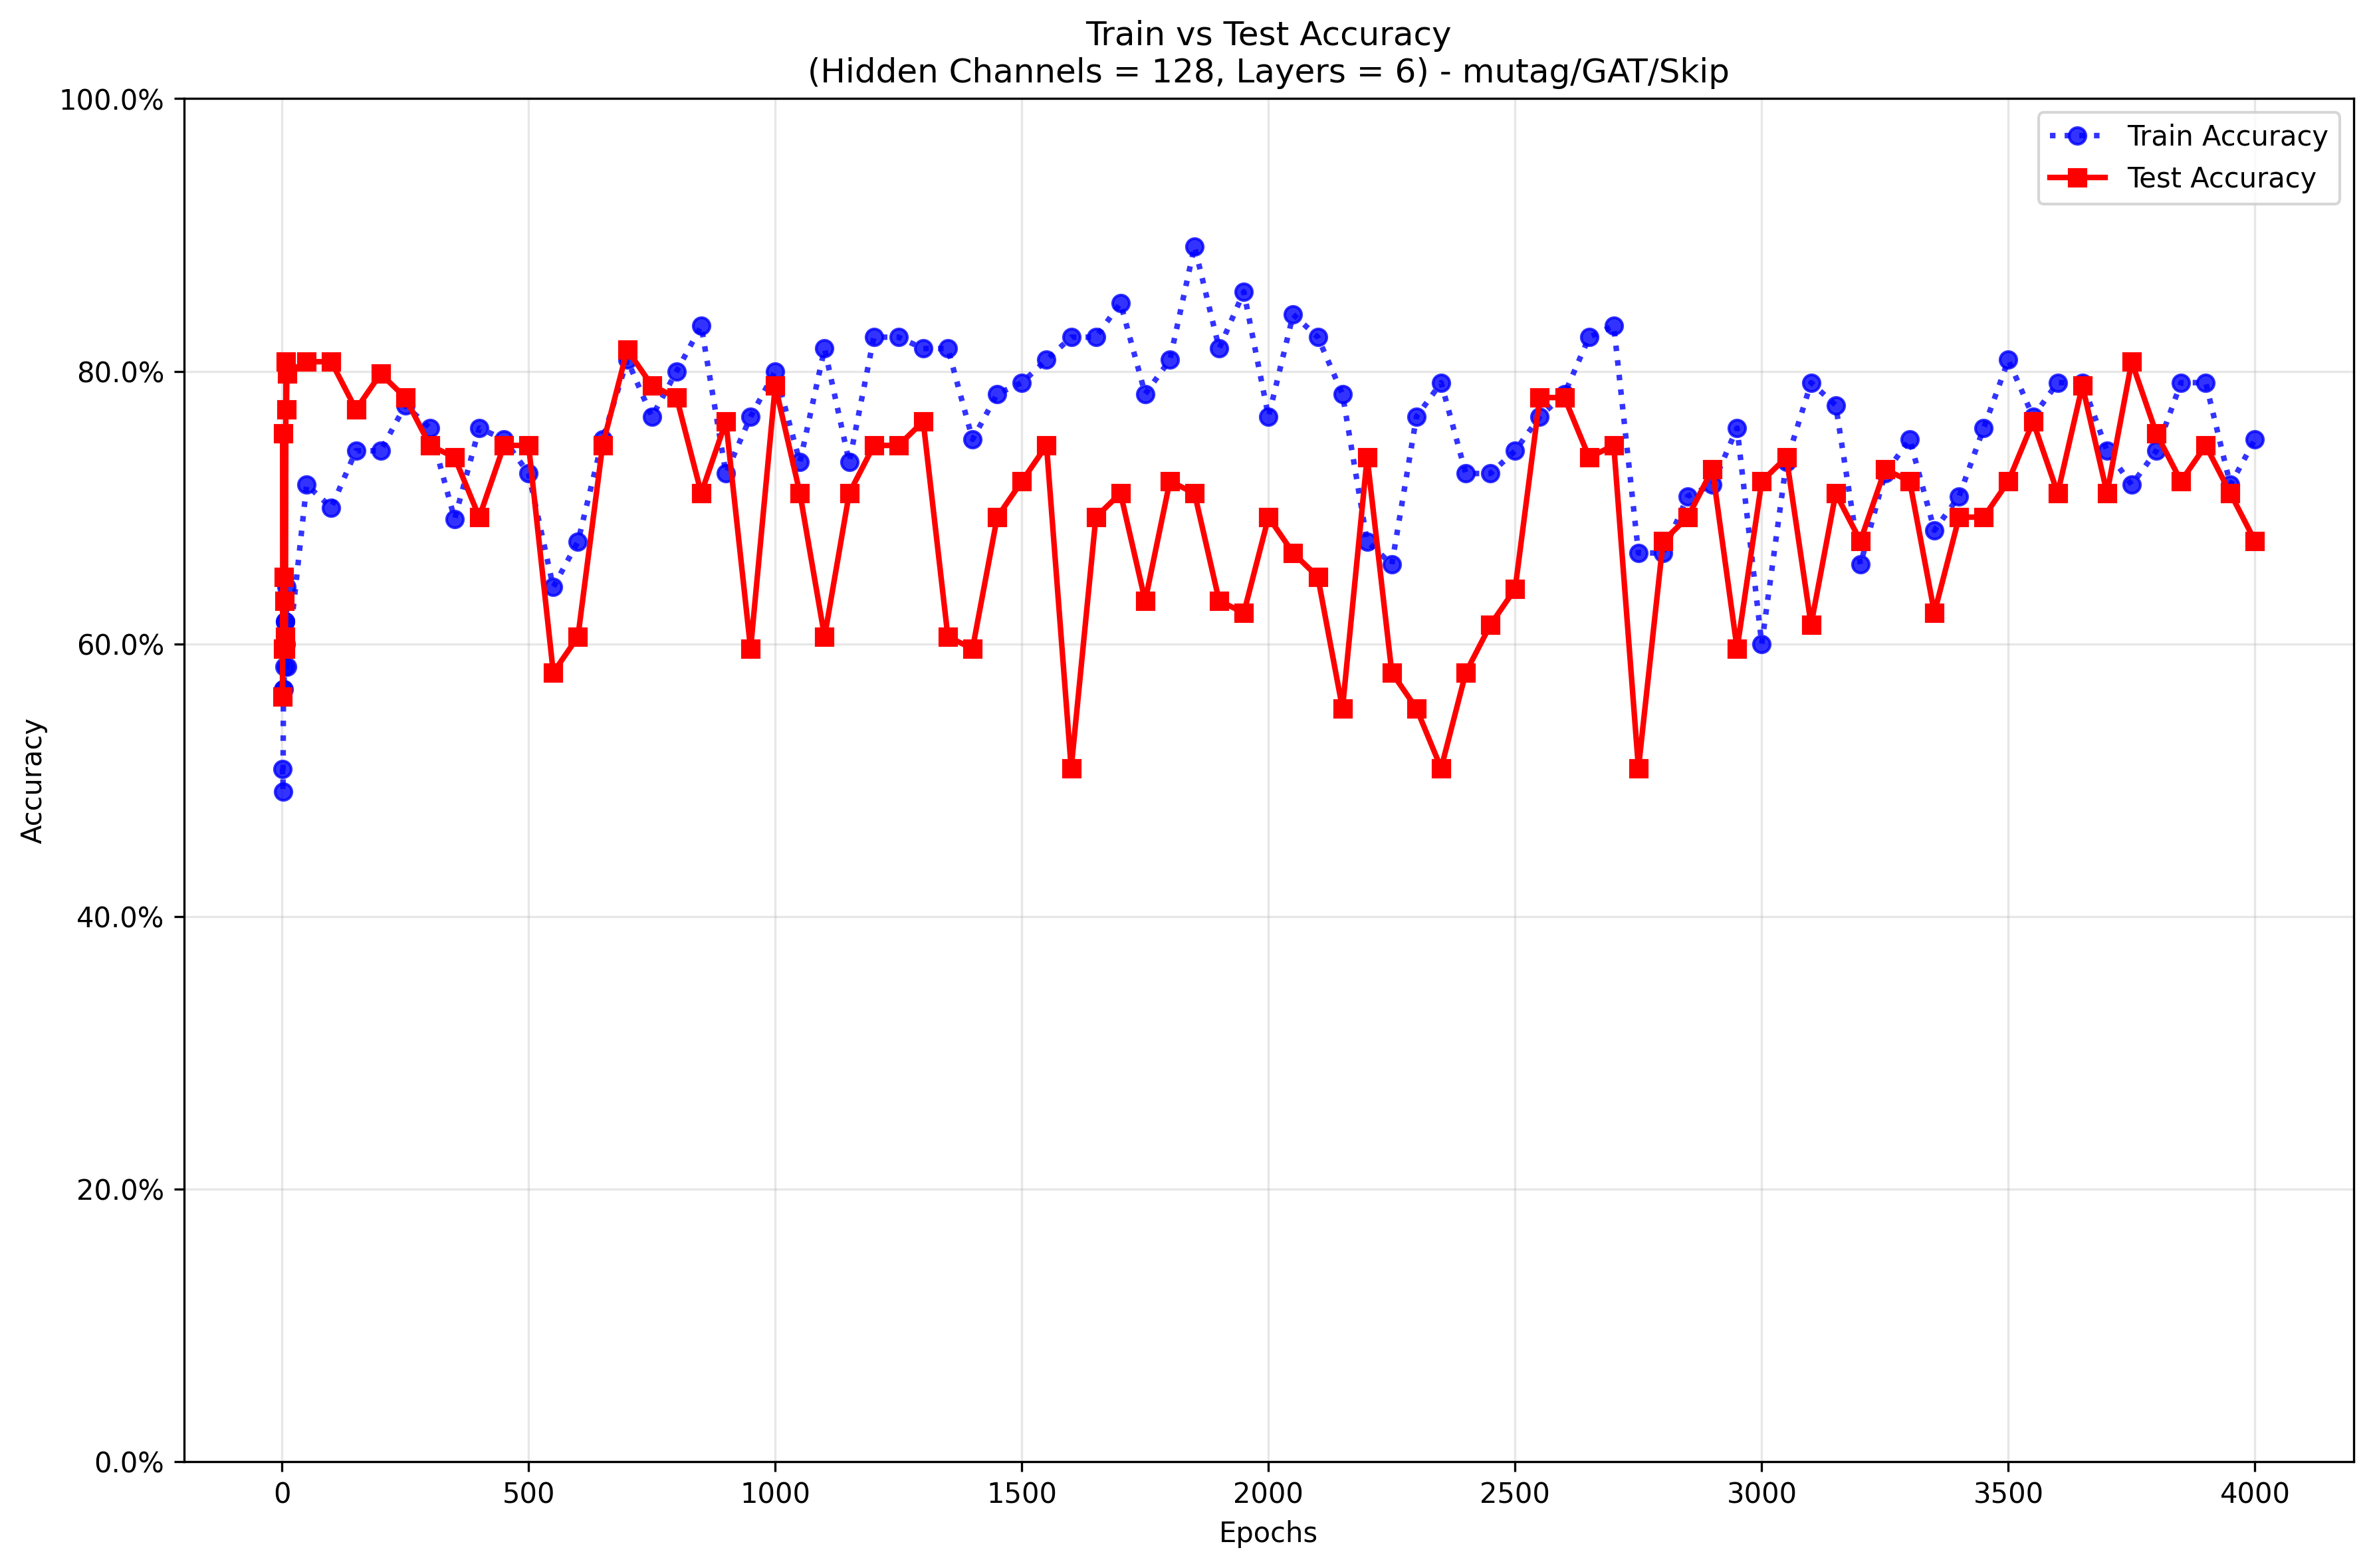 Train vs Test Accuracy
(Hidden Channels = 128, Layers = 6) - mutag/GAT/Skip
Train Accuracy
Test Accuracy
100.0%
80.0%
60.0%
40.0%
20.0%
0.0%
Accuracy
0 500 1000 1500 2000 2500 3000 3500 4000
Epochs